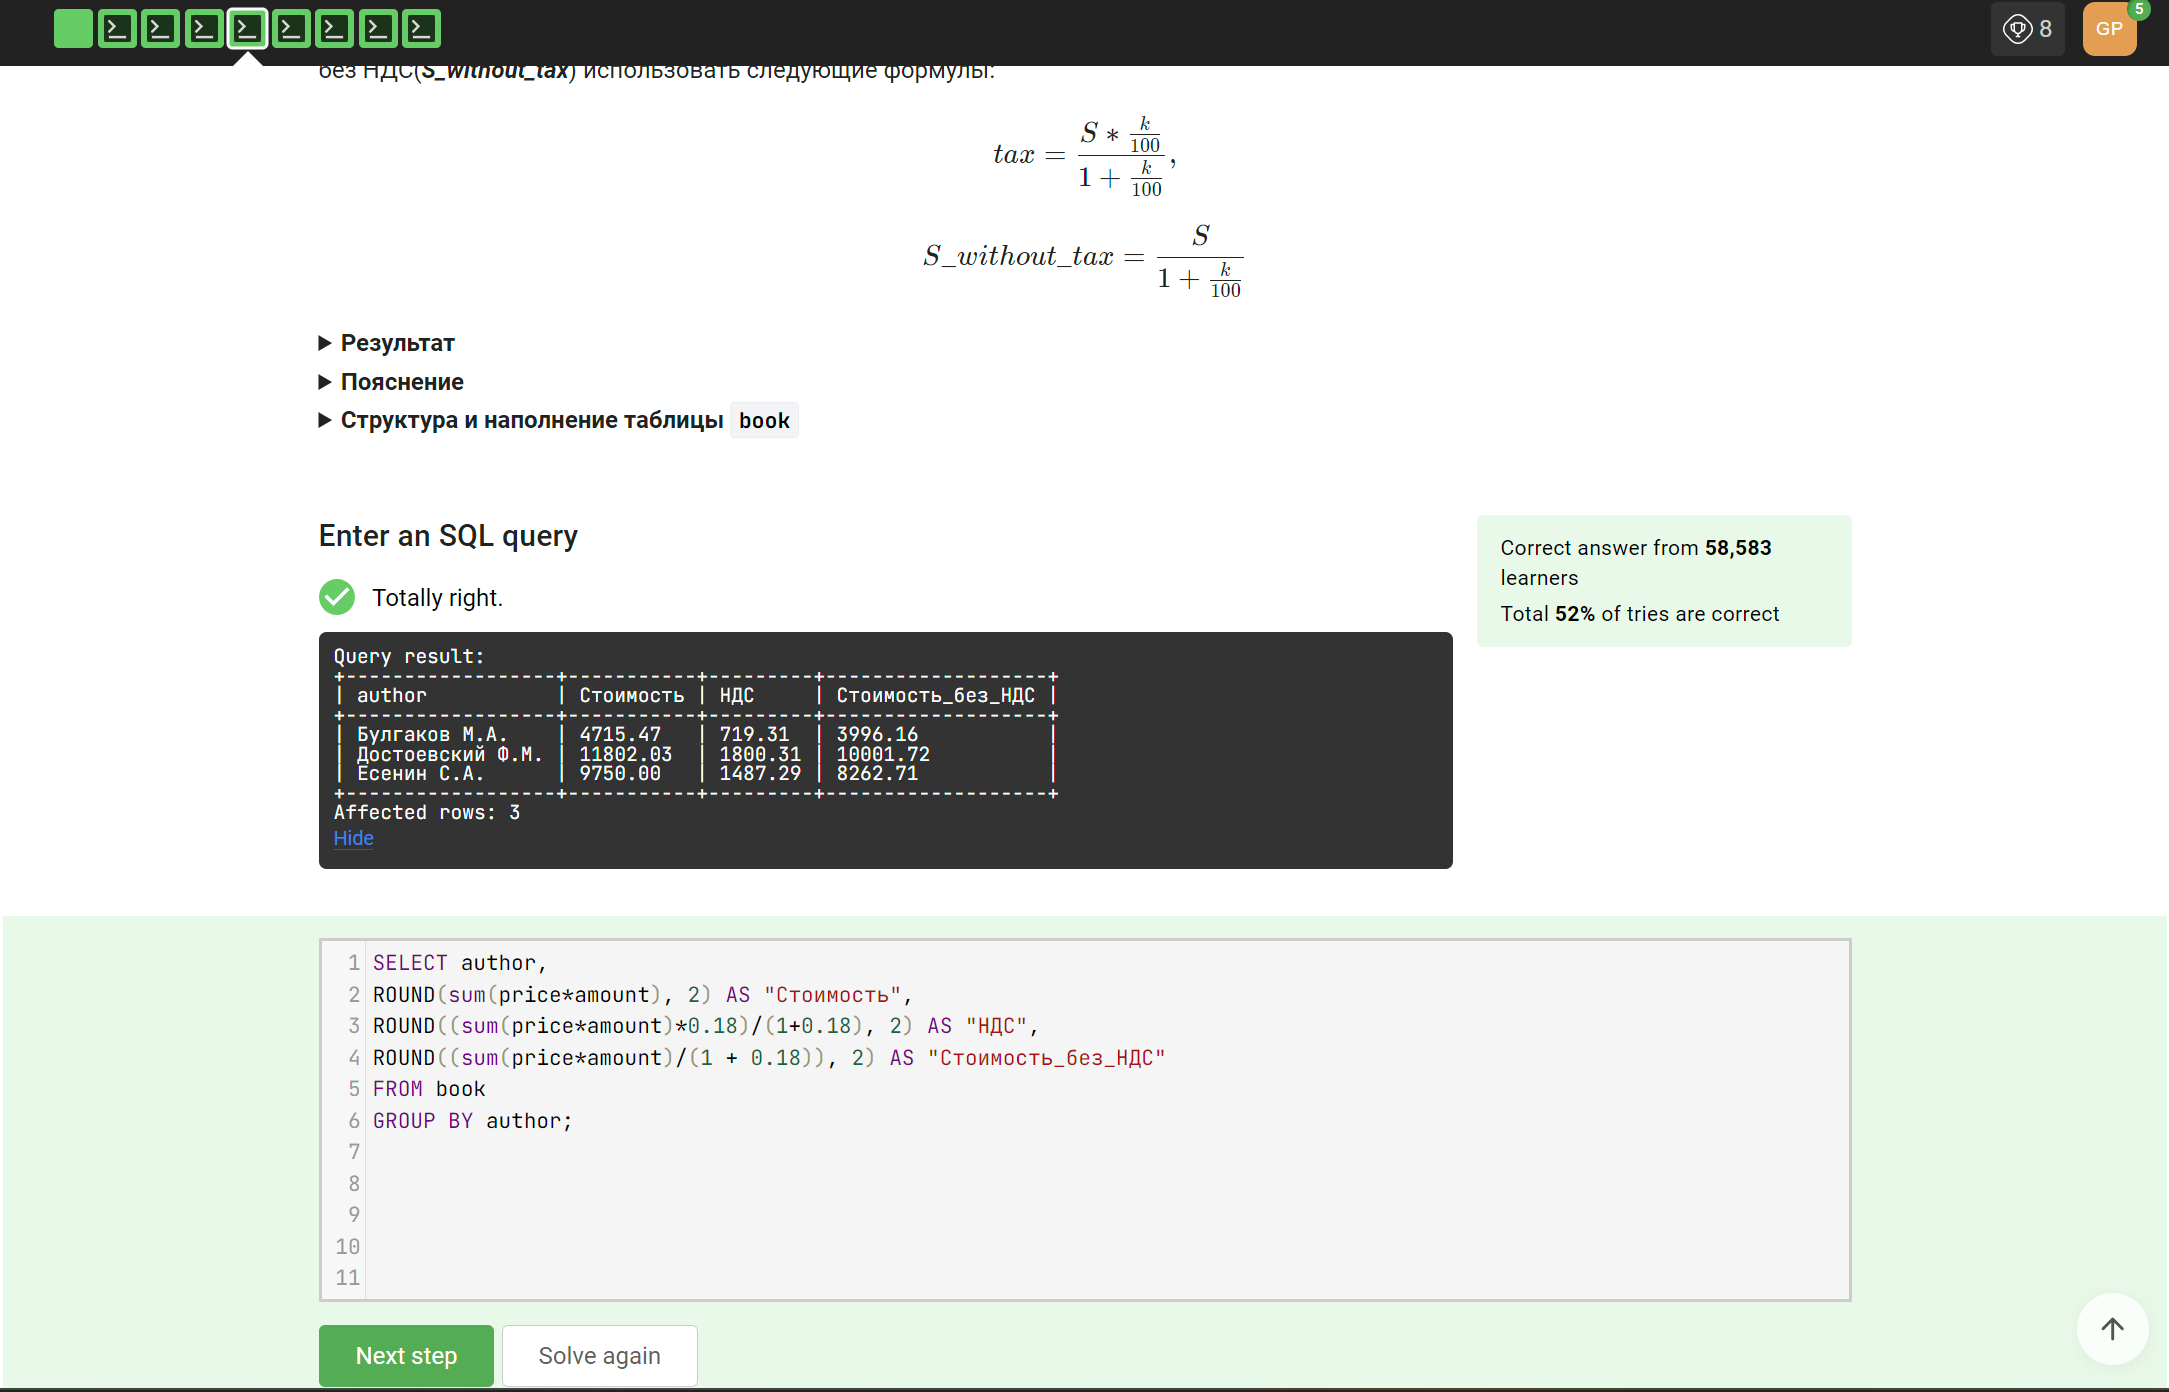 8
GP
5
без НДС(S_without_tax) использовать следующие формулы:
tax = \frac{S * \frac{k}{100}}{1 + \frac{k}{100}},
S_without_tax = \frac{S}{1 + \frac{k}{100}}
▶ Результат
▶ Пояснение
▶ Структура и наполнение таблицы book
Enter an SQL query
Totally right.
Correct answer from 58,583
learners
Total 52% of tries are correct
Query result:
+------------------+-----------+---------+-------------------+
| author           | Стоимость | НДС     | Стоимость_без_НДС |
+------------------+-----------+---------+-------------------+
| Булгаков М.А.    | 4715.47   | 719.31  | 3996.16           |
| Достоевский Ф.М. | 11802.03  | 1800.31 | 10001.72          |
| Есенин С.А.      | 9750.00   | 1487.29 | 8262.71           |
+------------------+-----------+---------+-------------------+
Affected rows: 3
Hide
1 SELECT author,
2 ROUND(sum(price*amount), 2) AS "Стоимость",
3 ROUND((sum(price*amount)*0.18)/(1+0.18), 2) AS "НДС",
4 ROUND((sum(price*amount)/(1 + 0.18)), 2) AS "Стоимость_без_НДС"
5 FROM book
6 GROUP BY author;
7
8
9
10
11
Next step
Solve again